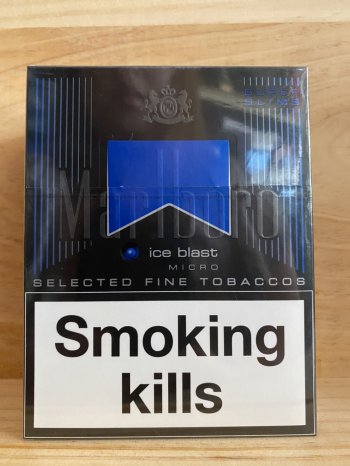 SUPER
SLIMS
Marlboro
ice blast
MICRO
SELECTED FINE TOBACCOS
Smoking
kills